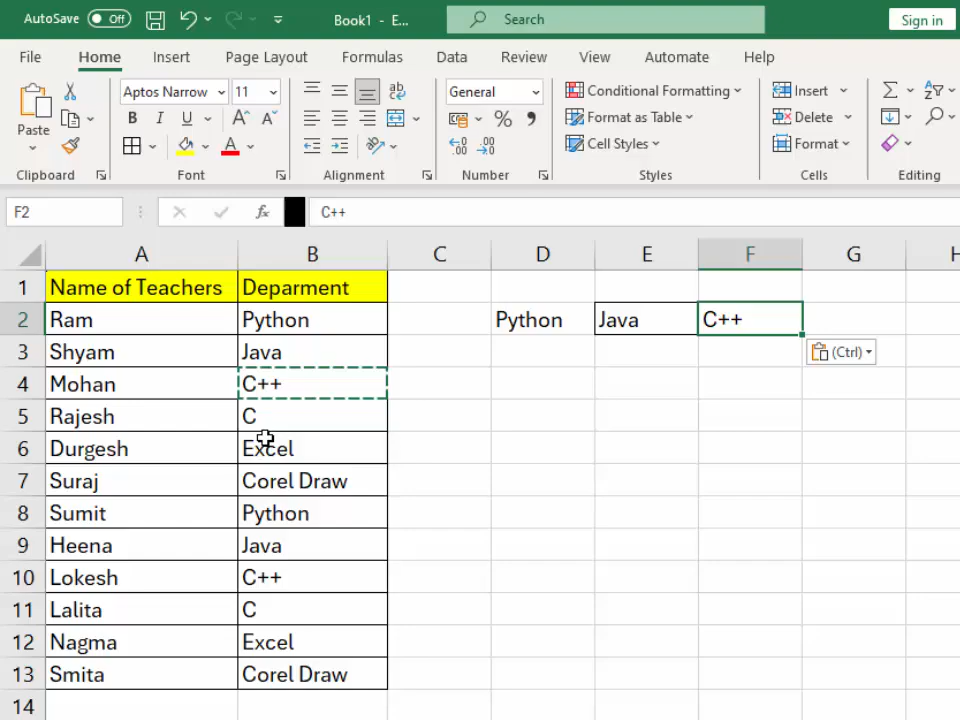 AutoSave Off Book1 - E... Search Sign in
File Home Insert Page Layout Formulas Data Review View Automate Help
Paste Aptos Narrow 11 General Conditional Formatting Insert
B I U Format as Table Delete
Cell Styles Format
Clipboard Font Alignment Number Styles Cells Editing
F2 fx C++
A B C D E F G H
1 Name of Teachers Deparment
2 Ram Python Python Java C++
3 Shyam Java (Ctrl)
4 Mohan C++
5 Rajesh C
6 Durgesh Excel
7 Suraj Corel Draw
8 Sumit Python
9 Heena Java
10 Lokesh C++
11 Lalita C
12 Nagma Excel
13 Smita Corel Draw
14